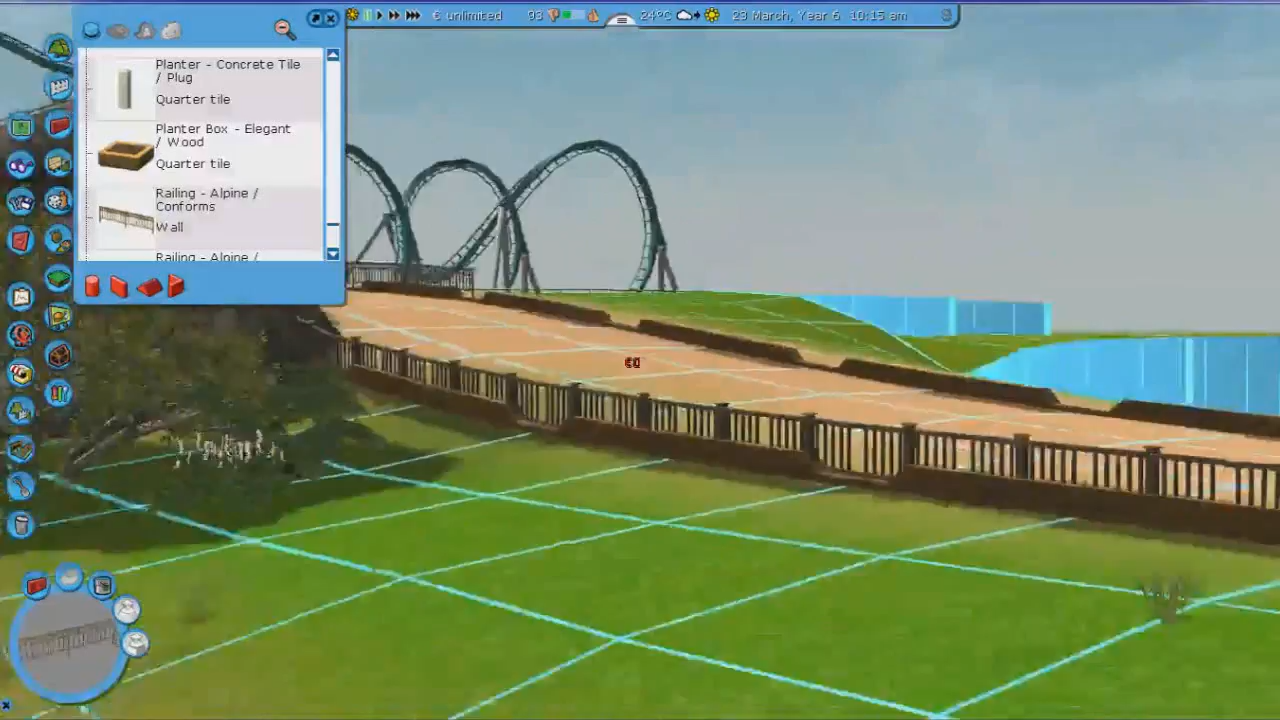 € unlimited
93
24°C
23 March, Year 6 10:15 am
Planter - Concrete Tile
/ Plug
Quarter tile
Planter Box - Elegant
/ Wood
Quarter tile
Railing - Alpine /
Conforms
Wall
Railing - Alpine /
€0